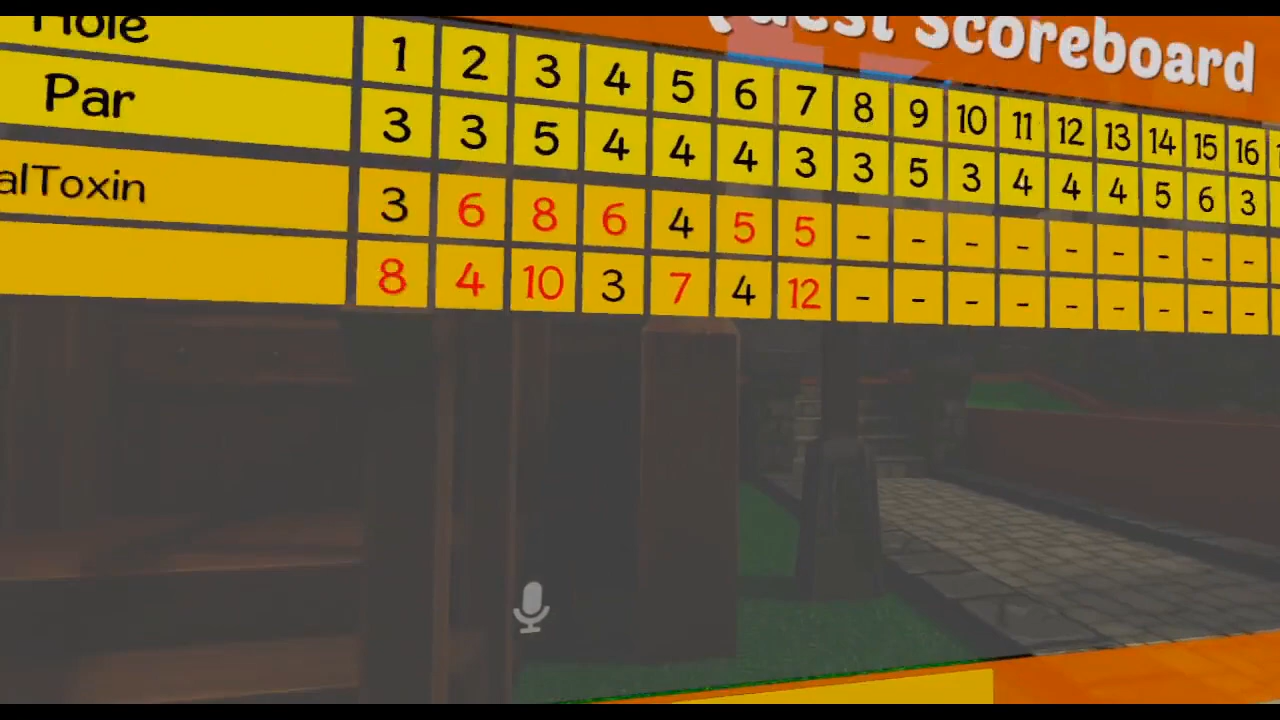 Scoreboard
Hole 1 2 3 4 5 6 7 8 9 10 11 12 13 14 15 16
Par 3 3 5 4 4 4 3 3 5 3 4 4 4 5 6 3
alToxin 3 6 8 6 4 5 5 - - - - - - - - -
8 4 10 3 7 4 12 - - - - - - - - -